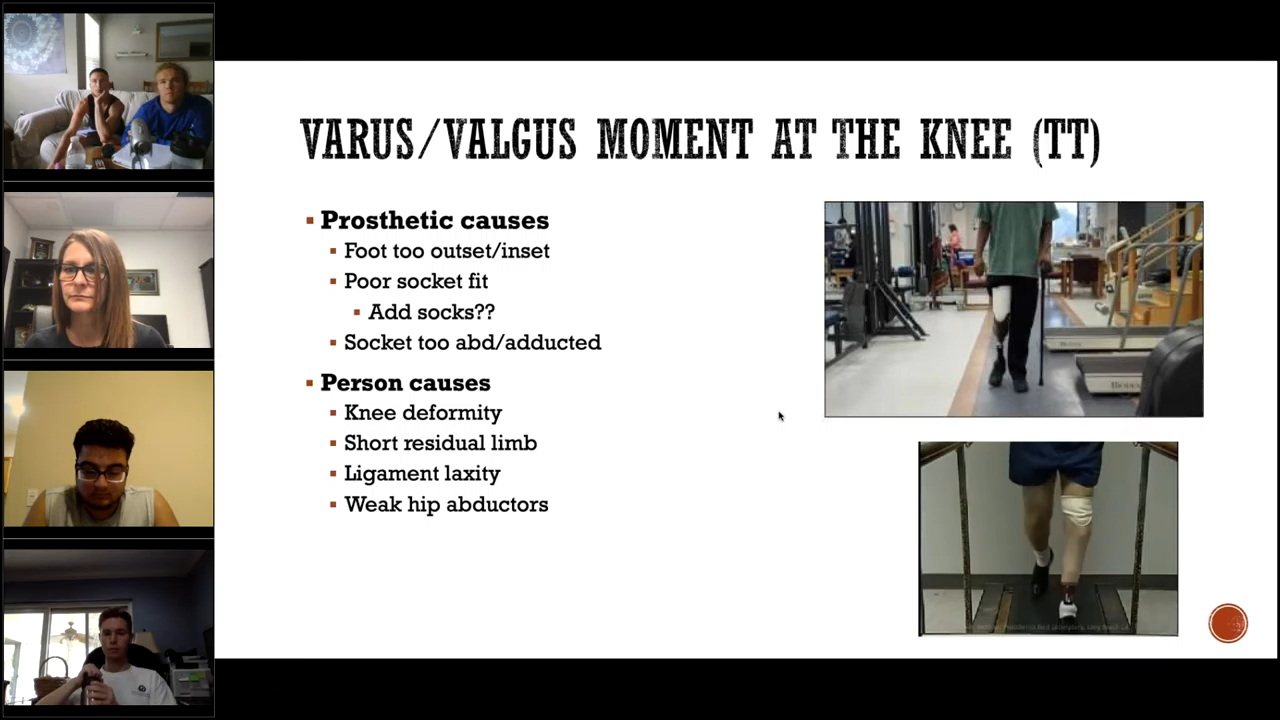 VARUS/VALGUS MOMENT AT THE KNEE (TT)
▪ Prosthetic causes
▪ Foot too outset/inset
▪ Poor socket fit
▪ Add socks??
▪ Socket too abd/adducted
▪ Person causes
▪ Knee deformity
▪ Short residual limb
▪ Ligament laxity
▪ Weak hip abductors